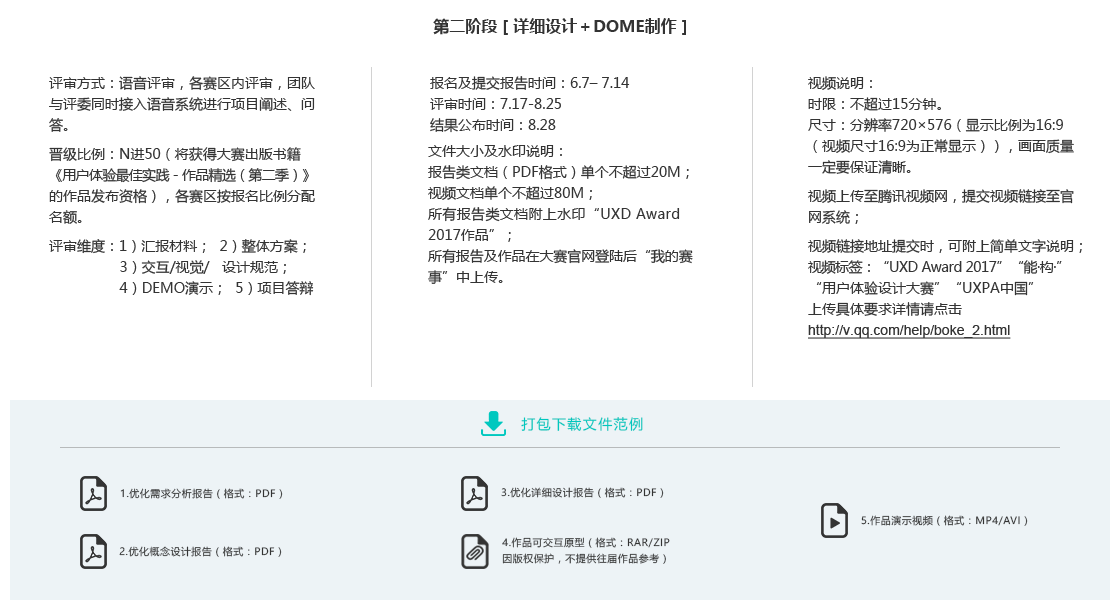 第二阶段 [ 详细设计＋DOME制作 ]
评审方式：语音评审，各赛区内评审，团队
与评委同时接入语音系统进行项目阐述、问
答。
晋级比例：N进50（将获得大赛出版书籍
《用户体验最佳实践 - 作品精选（第二季）》
的作品发布资格），各赛区按报名比例分配
名额。
评审维度：1）汇报材料； 2）整体方案；
3）交互/视觉/ 设计规范；
4）DEMO演示； 5）项目答辩
报名及提交报告时间：6.7– 7.14
评审时间：7.17-8.25
结果公布时间：8.28
文件大小及水印说明：
报告类文档（PDF格式）单个不超过20M；
视频文档单个不超过80M；
所有报告类文档附上水印“UXD Award
2017作品”；
所有报告及作品在大赛官网登陆后“我的赛
事”中上传。
视频说明：
时限：不超过15分钟。
尺寸：分辨率720×576（显示比例为16:9
（视频尺寸16:9为正常显示）），画面质量
一定要保证清晰。
视频上传至腾讯视频网，提交视频链接至官
网系统；
视频链接地址提交时，可附上简单文字说明；
视频标签：“UXD Award 2017”“能·构·”
“用户体验设计大赛”“UXPA中国”
上传具体要求详情请点击
http://v.qq.com/help/boke_2.html
打包下载文件范例
1.优化需求分析报告（格式：PDF）
2.优化概念设计报告（格式：PDF）
3.优化详细设计报告（格式：PDF）
4.作品可交互原型（格式：RAR/ZIP
因版权保护，不提供往届作品参考）
5.作品演示视频（格式：MP4/AVI）